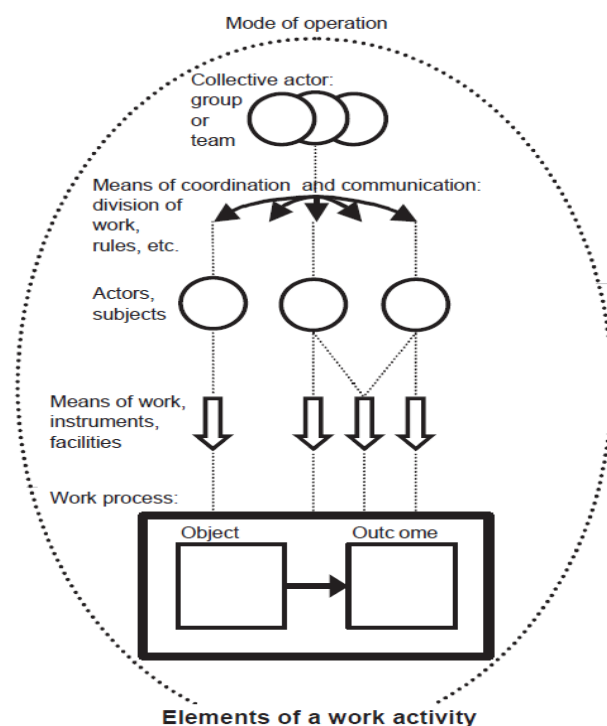 Mode of operation
Collective actor:
group
or
team
Means of coordination and communication:
division of
work,
rules, etc.
Actors,
subjects
Means of work,
instruments,
facilities
Work process:
Object
Outc ome
Elements of a work activity